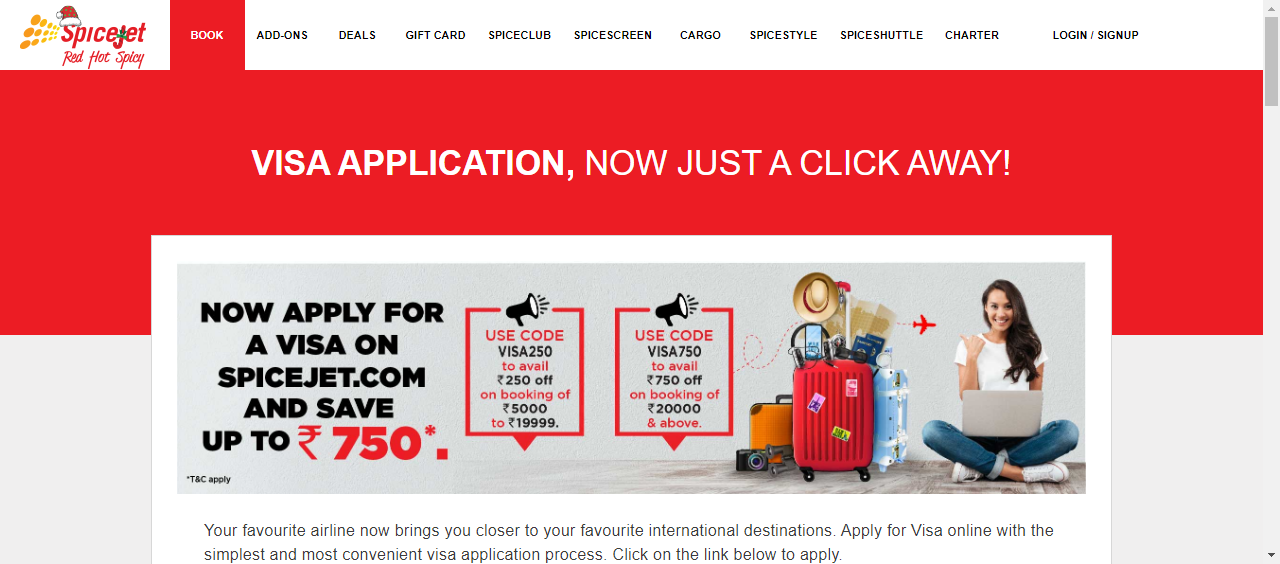 SpiceJet
Red Hot Spicy
BOOK ADD-ONS DEALS GIFT CARD SPICECLUB SPICESCREEN CARGO SPICESTYLE SPICESHUTTLE CHARTER LOGIN / SIGNUP
VISA APPLICATION, NOW JUST A CLICK AWAY!
NOW APPLY FOR
A VISA ON
SPICEJET.COM
AND SAVE
UP TO ₹ 750*.
*T&C apply
USE CODE
VISA250
to avail
₹250 off
on booking of
₹5000
to ₹19999.
USE CODE
VISA750
to avail
₹750 off
on booking of
₹20000
& above.
Your favourite airline now brings you closer to your favourite international destinations. Apply for Visa online with the
simplest and most convenient visa application process. Click on the link below to apply.